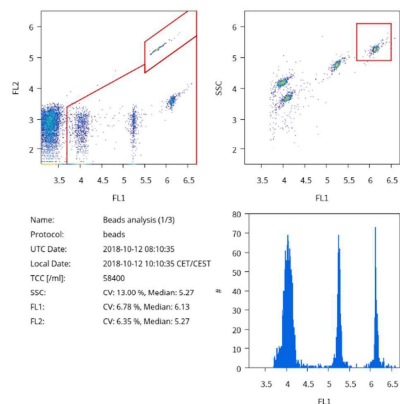 6
5
4
3
2
FL2
3.5 4 4.5 5 5.5 6 6.5
FL1
6
5
4
3
2
SSC
3.5 4 4.5 5 5.5 6 6.5
FL1
Name: Beads analysis (1/3)
Protocol: beads
UTC Date: 2018-10-12 08:10:35
Local Date: 2018-10-12 10:10:35 CET/CEST
TCC [/ml]: 58400
SSC: CV: 13.00 %, Median: 5.27
FL1: CV: 6.78 %, Median: 6.13
FL2: CV: 6.35 %, Median: 5.27
80
70
60
50
40
30
20
10
0
#
3.5 4 4.5 5 5.5 6 6.5
FL1